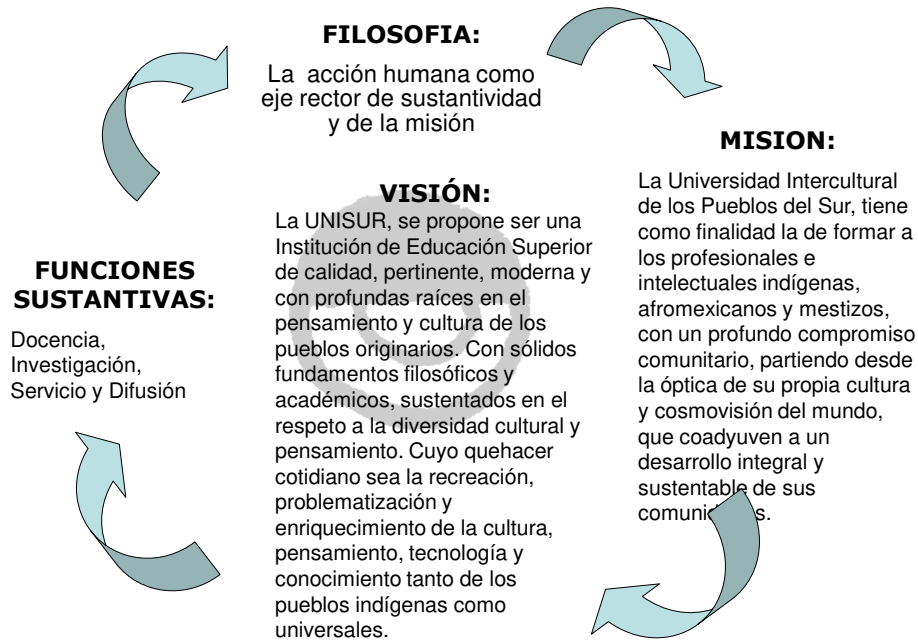 FILOSOFIA:
La acción humana como
eje rector de sustantividad
y de la misión
MISION:
La Universidad Intercultural
de los Pueblos del Sur, tiene
como finalidad la de formar a
los profesionales e
intelectuales indígenas,
afromexicanos y mestizos,
con un profundo compromiso
comunitario, partiendo desde
la óptica de su propia cultura
y cosmovisión del mundo,
que coadyuven a un
desarrollo integral y
sustentable de sus
VISIÓN:
La UNISUR, se propone ser una
Institución de Educación Superior
de calidad, pertinente, moderna y
con profundas raíces en el
pensamiento y cultura de los
pueblos originarios. Con sólidos
fundamentos filosóficos y
académicos, sustentados en el
respeto a la diversidad cultural y
pensamiento. Cuyo quehacer
cotidiano sea la recreación,
problematización y
enriquecimiento de la cultura,
pensamiento, tecnología y
conocimiento tanto de los
pueblos indígenas como
universales.
FUNCIONES
SUSTANTIVAS:
Docencia,
Investigación,
Servicio y Difusión